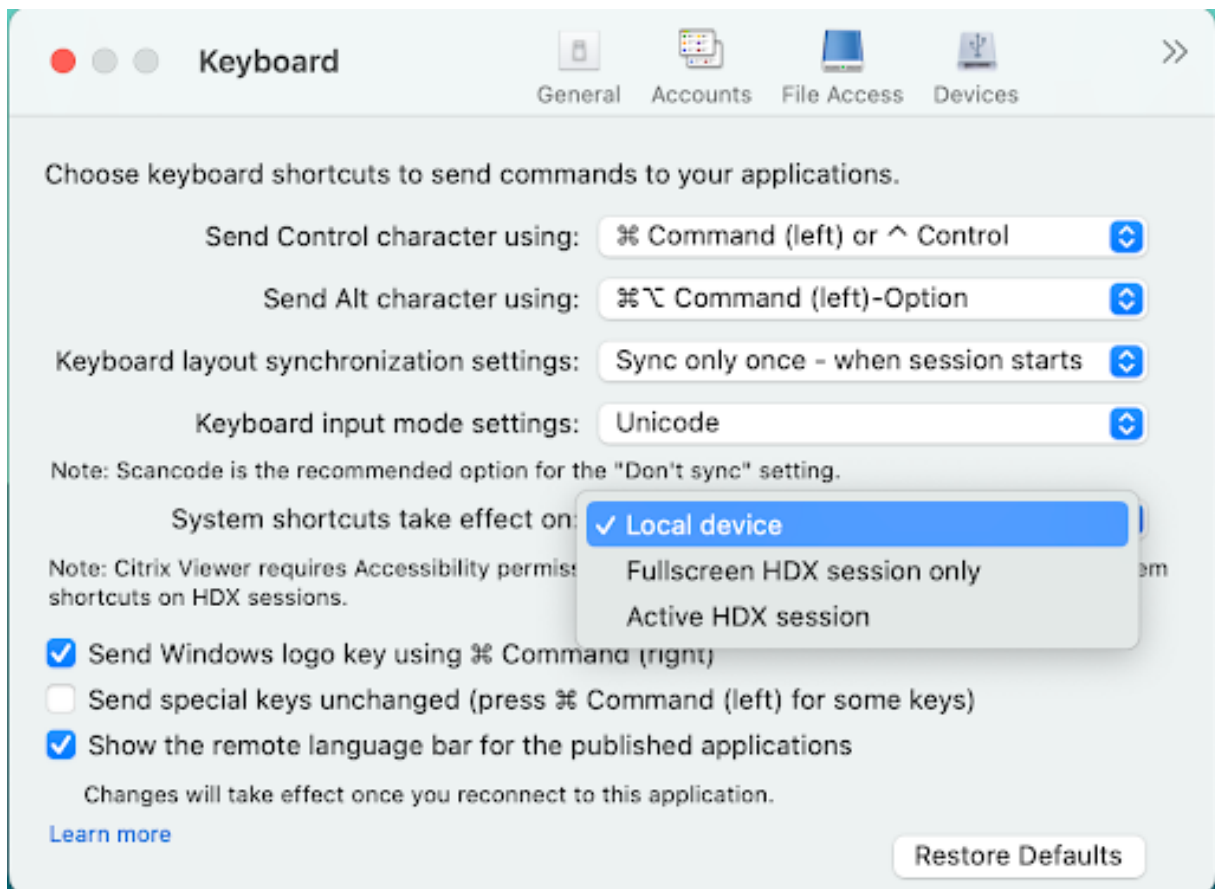 Keyboard
General Accounts File Access Devices
Choose keyboard shortcuts to send commands to your applications.
Send Control character using: ⌘ Command (left) or ^ Control
Send Alt character using: ⌘⌥ Command (left)-Option
Keyboard layout synchronization settings: Sync only once - when session starts
Keyboard input mode settings: Unicode
Note: Scancode is the recommended option for the "Don't sync" setting.
System shortcuts take effect on: ✓ Local device
Fullscreen HDX session only
Active HDX session
Note: Citrix Viewer requires Accessibility
shortcuts on HDX sessions.
Send Windows logo key using ⌘ Command (right)
Send special keys unchanged (press ⌘ Command (left) for some keys)
Show the remote language bar for the published applications
Changes will take effect once you reconnect to this application.
Learn more
Restore Defaults